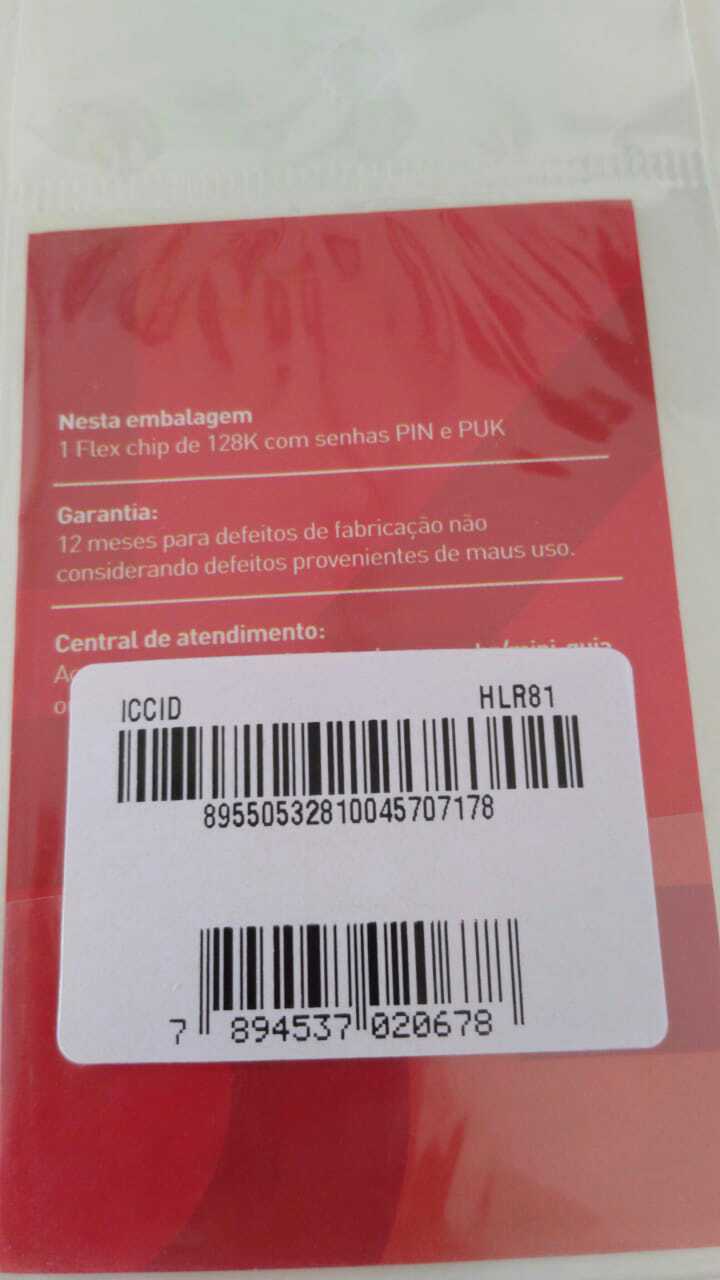 Nesta embalagem
1 Flex chip de 128K com senhas PIN e PUK
Garantia:
12 meses para defeitos de fabricação não
considerando defeitos provenientes de maus uso.
Central de atendimento:
ICCID HLR81
89550532810045707178
7 894537 020678